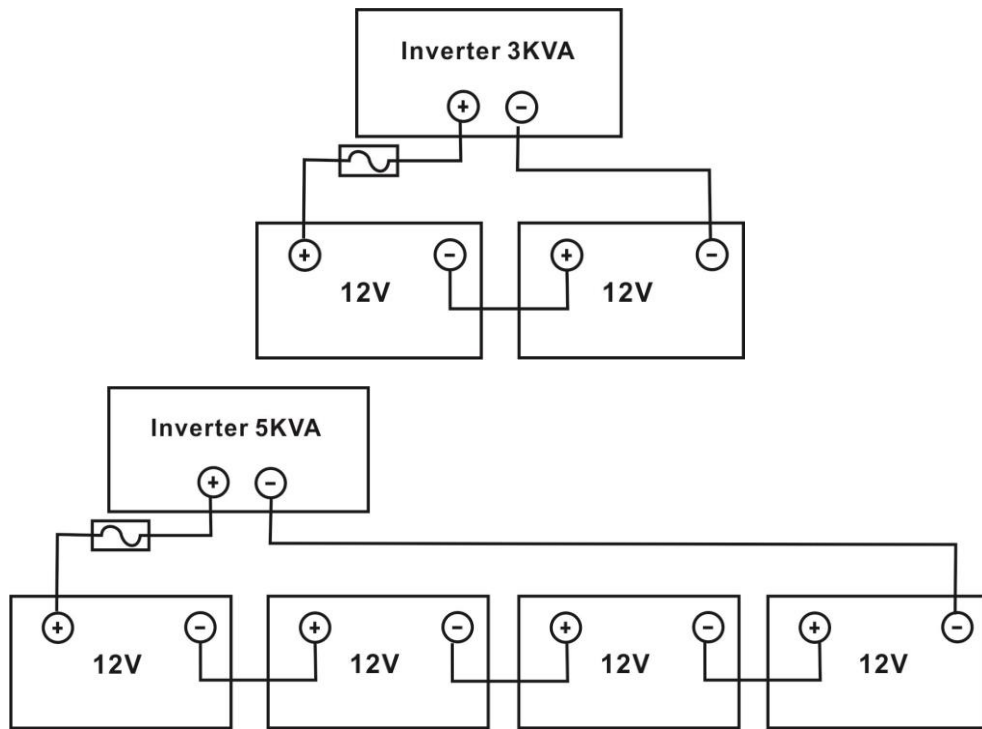 Inverter 3KVA
+ −
+ − + −
12V 12V
Inverter 5KVA
+ −
+ − + − + − + −
12V 12V 12V 12V